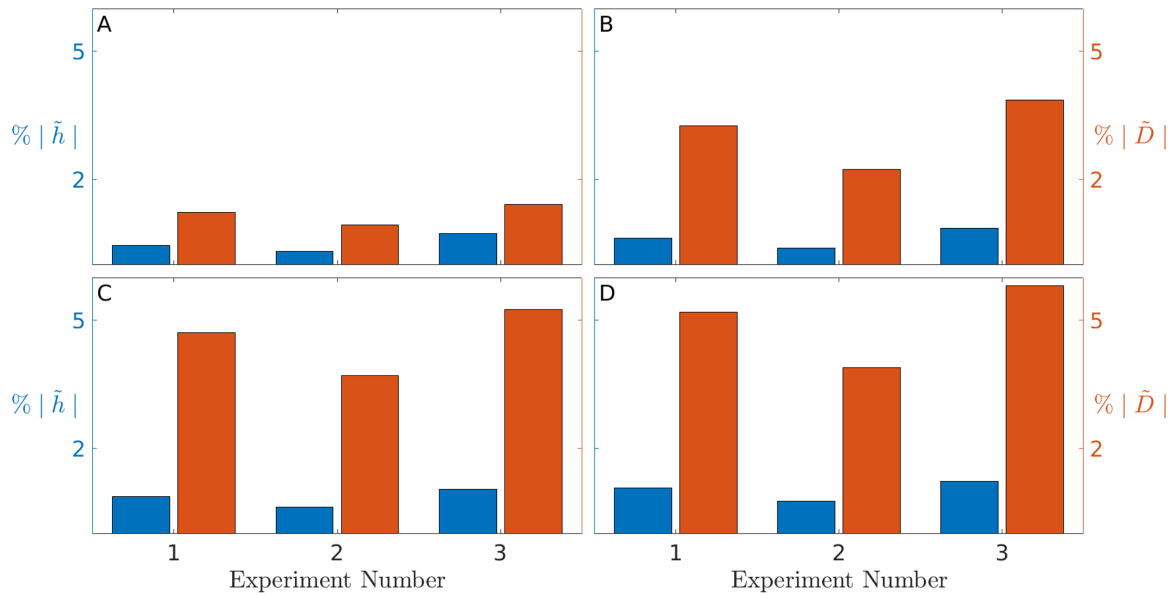 A
B
5
5
% | h̃ |
% | D̃ |
2
2
C
D
5
5
% | h̃ |
% | D̃ |
2
2
1 2 3 1 2 3
Experiment Number Experiment Number